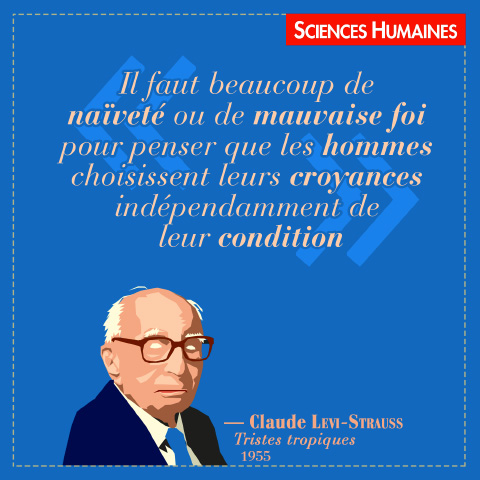 SCIENCES HUMAINES
Il faut beaucoup de
naïveté ou de mauvaise foi
pour penser que les hommes
choisissent leurs croyances
indépendamment de
leur condition
— Claude LEVI-STRAUSS
Tristes tropiques
1955